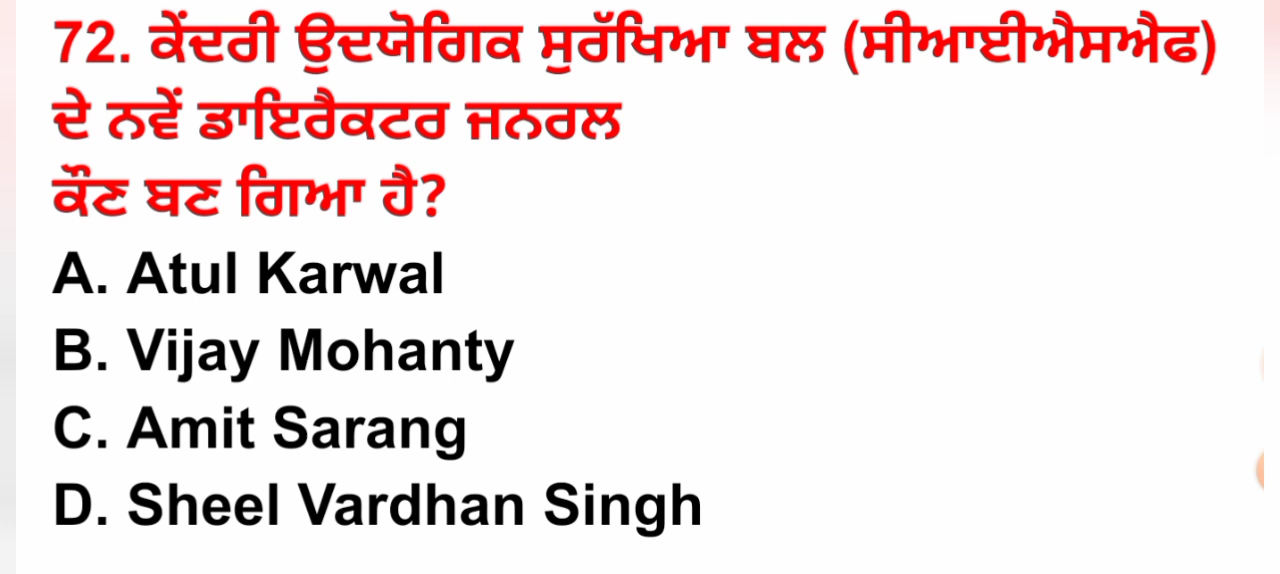 72. ਕੇਂਦਰੀ ਉਦਯੋਗਿਕ ਸੁਰੱਖਿਆ ਬਲ (ਸੀਆਈਐਸਐਫ)
ਦੇ ਨਵੇਂ ਡਾਇਰੈਕਟਰ ਜਨਰਲ
ਕੌਣ ਬਣ ਗਿਆ ਹੈ?
A. Atul Karwal
B. Vijay Mohanty
C. Amit Sarang
D. Sheel Vardhan Singh